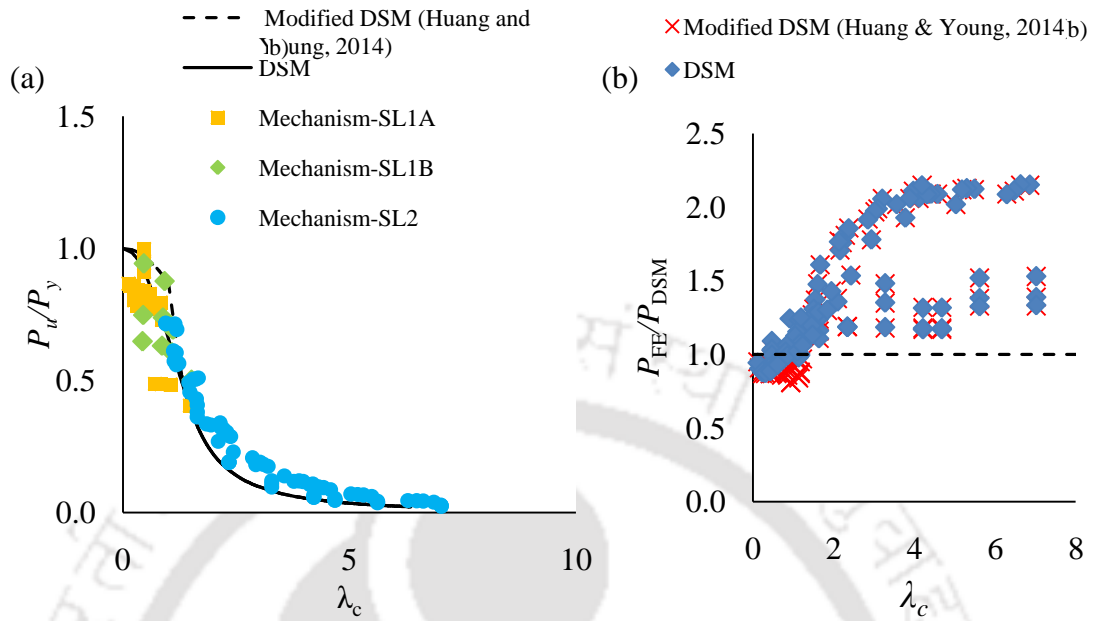 Modified DSM (Huang and
ung, 2014)
DSM
(a)
1.5
Mechanism-SL1A
Mechanism-SL1B
Mechanism-SL2
1.0
0.5
0.0
P_u/P_y
0
5
10
λ_c
Modified DSM (Huang & Young, 2014b)
DSM
(b)
2.5
2.0
1.5
1.0
0.5
0.0
P_FE/P_DSM
0
2
4
6
8
λ_c